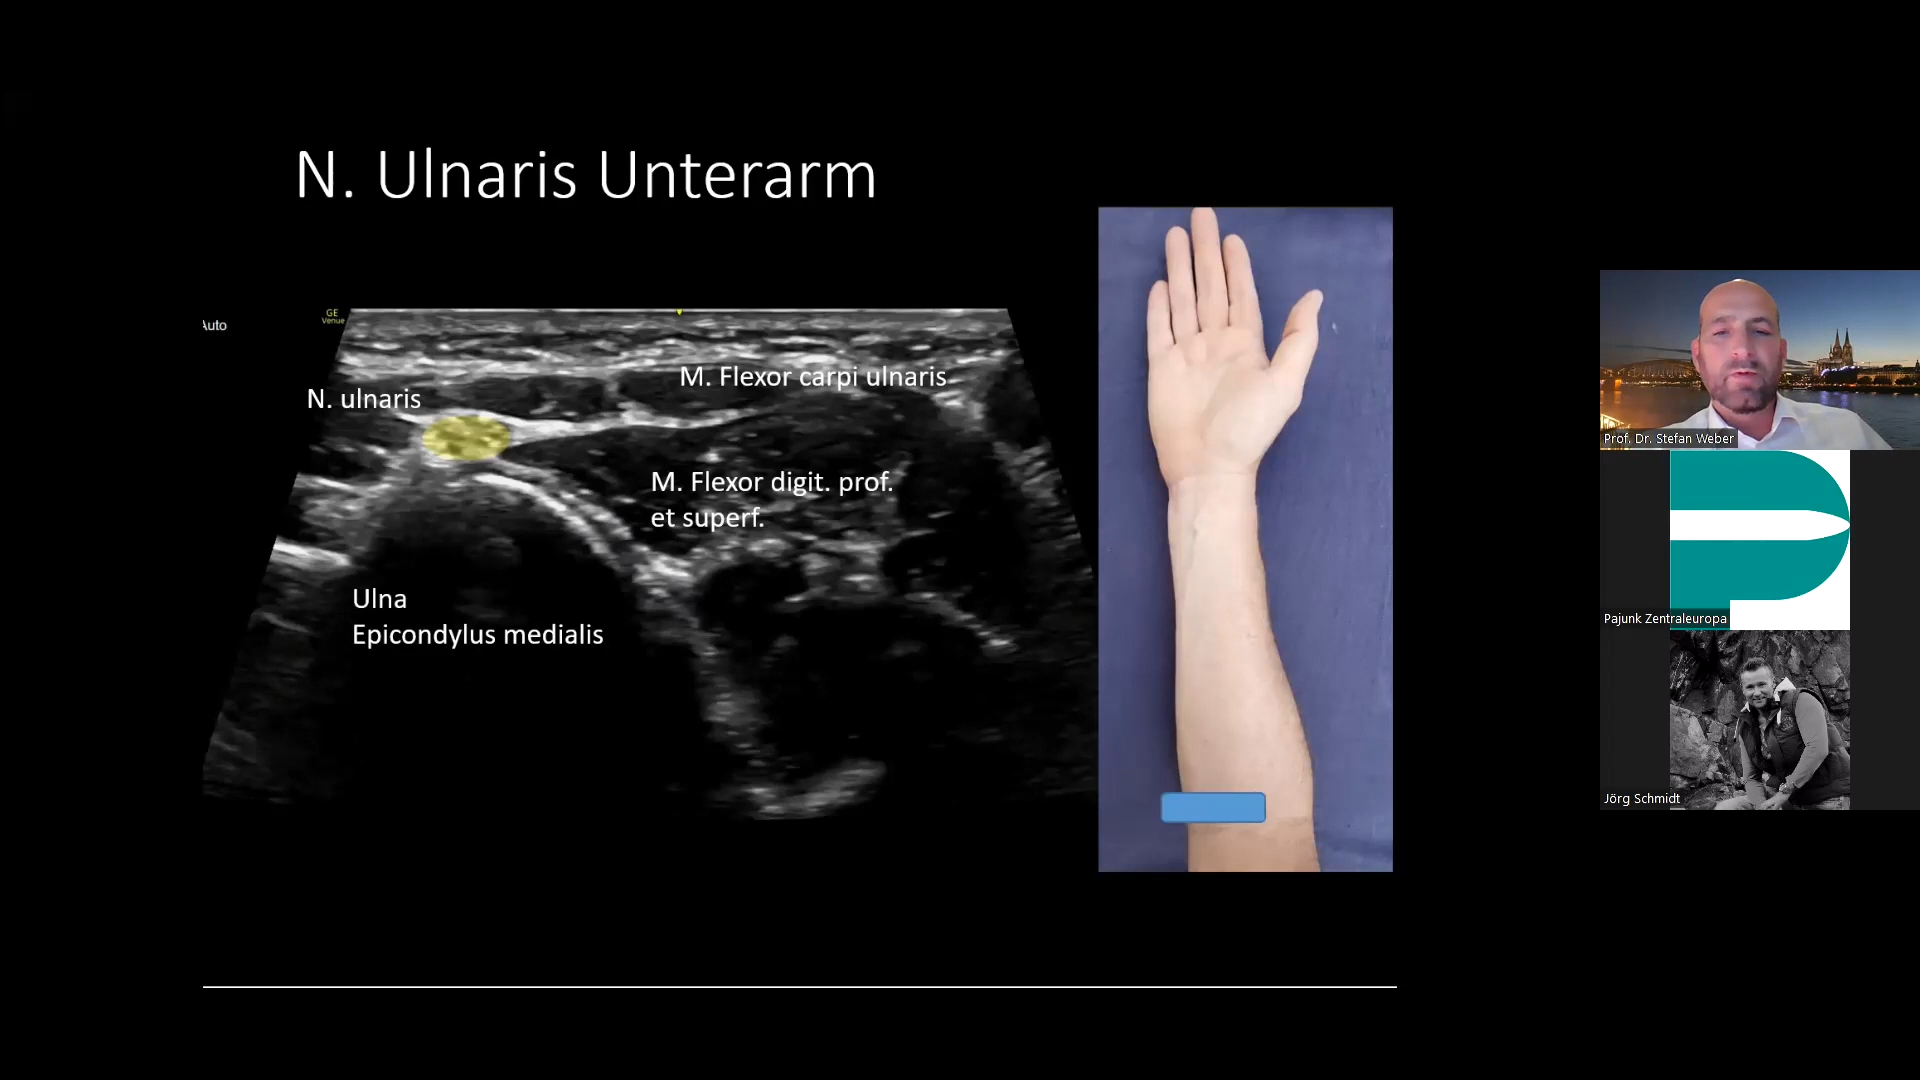 N. Ulnaris Unterarm
Auto
GE
Venue
N. ulnaris
M. Flexor carpi ulnaris
M. Flexor digit. prof.
et superf.
Ulna
Epicondylus medialis
Prof. Dr. Stefan Weber
Pajunk Zentraleuropa
Jörg Schmidt